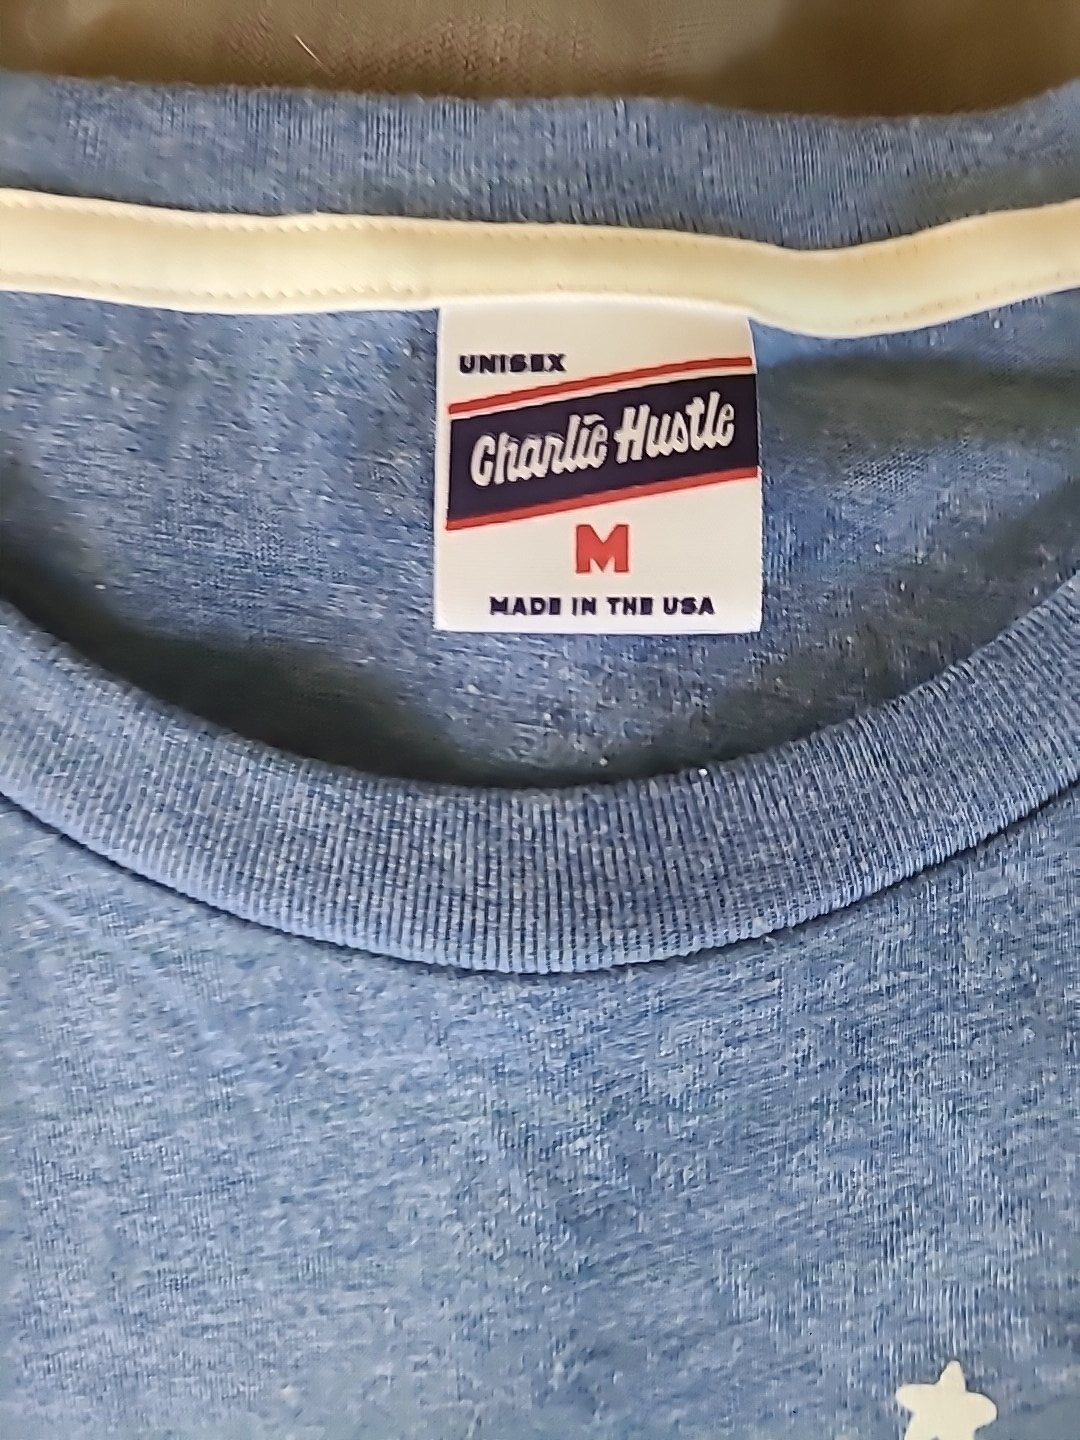 UNISEX
Charlie Hustle
M
MADE IN THE USA